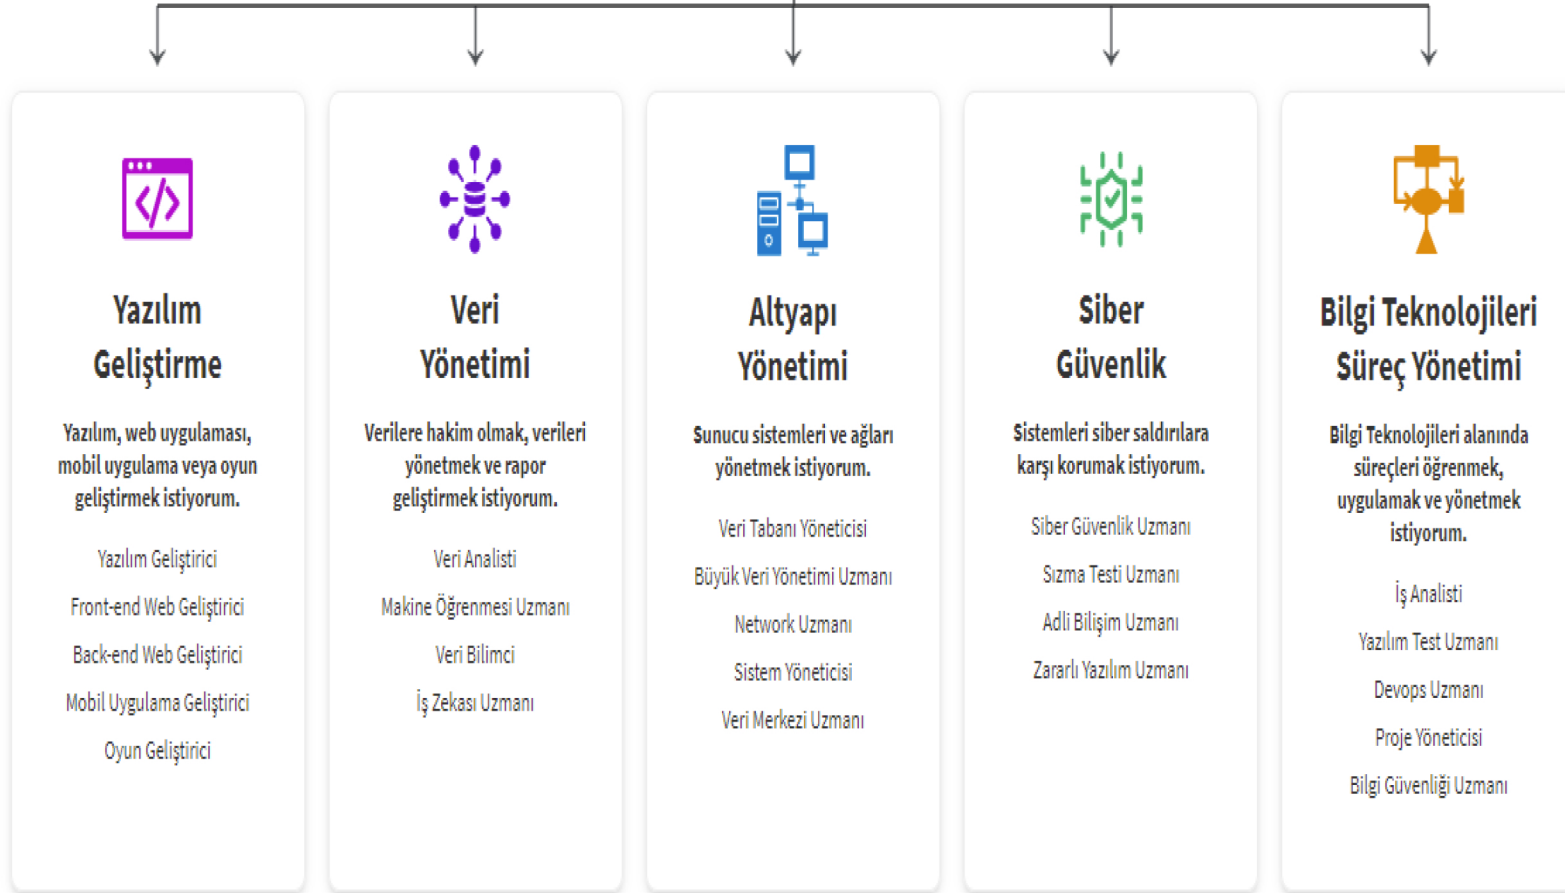 Yazılım
Geliştirme
Yazılım, web uygulaması,
mobil uygulama veya oyun
geliştirmek istiyorum.
Yazılım Geliştirici
Front-end Web Geliştirici
Back-end Web Geliştirici
Mobil Uygulama Geliştirici
Oyun Geliştirici
Veri
Yönetimi
Verilere hakim olmak, verileri
yönetmek ve rapor
geliştirmek istiyorum.
Veri Analisti
Makine Öğrenmesi Uzmanı
Veri Bilimci
İş Zekası Uzmanı
Altyapı
Yönetimi
Sunucu sistemleri ve ağları
yönetmek istiyorum.
Veri Tabanı Yöneticisi
Büyük Veri Yönetimi Uzmanı
Network Uzmanı
Sistem Yöneticisi
Veri Merkezi Uzmanı
Siber
Güvenlik
Sistemleri siber saldırılara
karşı korumak istiyorum.
Siber Güvenlik Uzmanı
Sızma Testi Uzmanı
Adli Bilişim Uzmanı
Zararlı Yazılım Uzmanı
Bilgi Teknolojileri
Süreç Yönetimi
Bilgi Teknolojileri alanında
süreçleri öğrenmek,
uygulamak ve yönetmek
istiyorum.
İş Analisti
Yazılım Test Uzmanı
Devops Uzmanı
Proje Yöneticisi
Bilgi Güvenliği Uzmanı